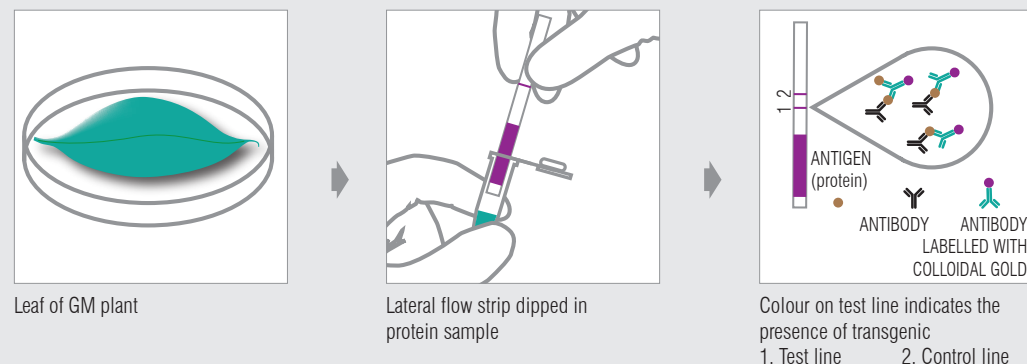 Leaf of GM plant
Lateral flow strip dipped in
protein sample
1 2
ANTIGEN
(protein)
ANTIBODY
ANTIBODY
LABELLED WITH
COLLOIDAL GOLD
Colour on test line indicates the
presence of transgenic
1. Test line 2. Control line